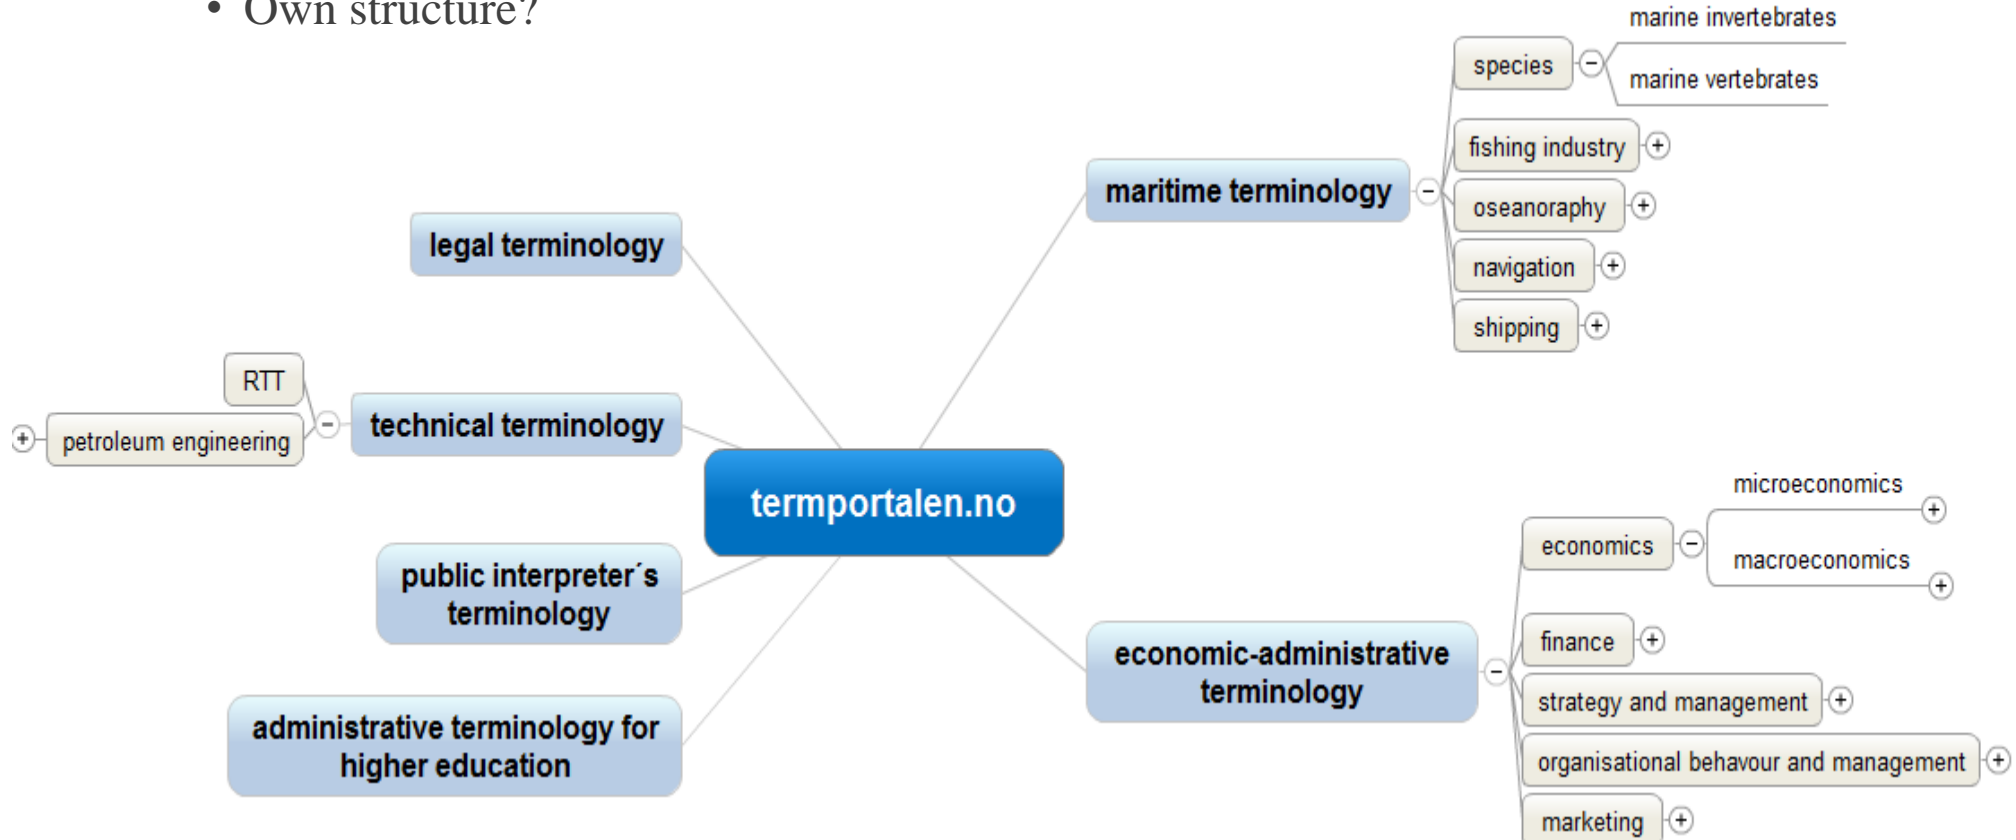 • Own structure?
marine invertebrates
species
marine vertebrates
fishing industry
maritime terminology
oseanoraphy
navigation
shipping
legal terminology
RTT
technical terminology
petroleum engineering
termportalen.no
public interpreter´s
terminology
administrative terminology for
higher education
microeconomics
economics
macroeconomics
finance
economic-administrative
terminology
strategy and management
organisational behavour and management
marketing